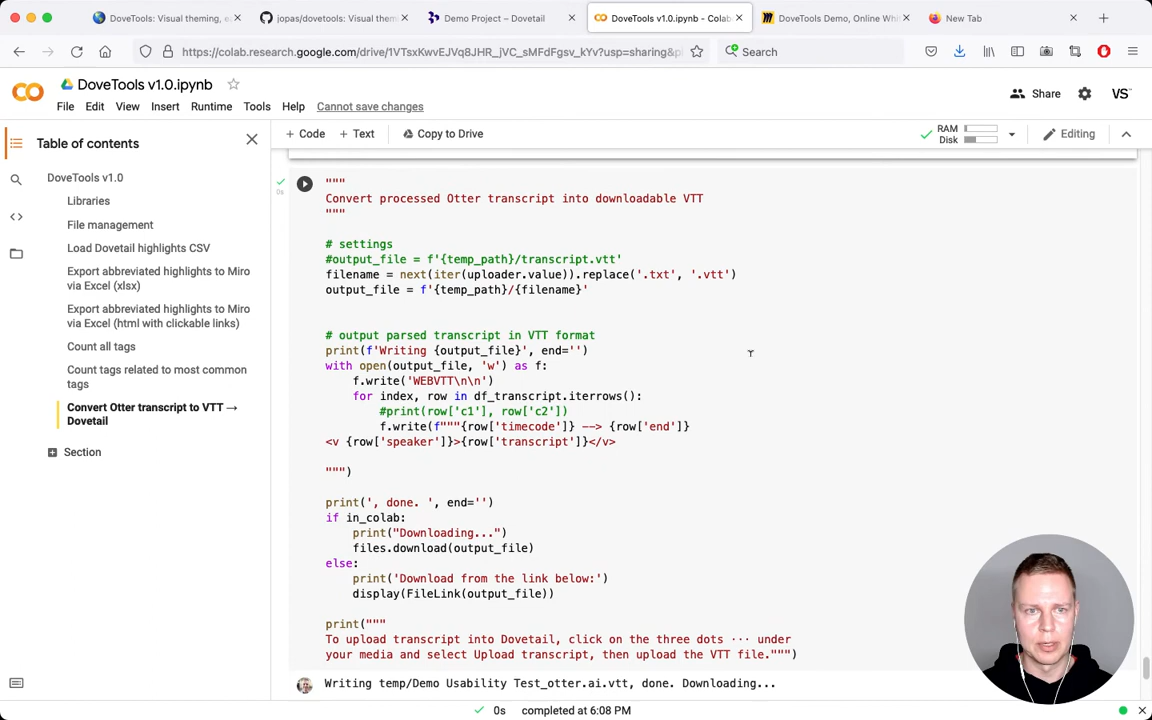 DoveTools: Visual theming, e
jopas/dovetools: Visual them
Demo Project – Dovetail
DoveTools v1.0.ipynb - Colab
DoveTools Demo, Online Whi
New Tab
https://colab.research.google.com/drive/1VTsxKwvEJVq8JHR_jVC_sMFdFgsv_kYv?usp=sharing&p
Search
DoveTools v1.0.ipynb
Share
VS
File Edit View Insert Runtime Tools Help Cannot save changes
+ Code + Text Copy to Drive
RAM
Disk
Editing
Table of contents
DoveTools v1.0
Libraries
File management
Load Dovetail highlights CSV
Export abbreviated highlights to Miro
via Excel (xlsx)
Export abbreviated highlights to Miro
via Excel (html with clickable links)
Count all tags
Count tags related to most common
tags
Convert Otter transcript to VTT →
Dovetail
Section
0s
"""
Convert processed Otter transcript into downloadable VTT
"""
# settings
#output_file = f'{temp_path}/transcript.vtt'
filename = next(iter(uploader.value)).replace('.txt', '.vtt')
output_file = f'{temp_path}/{filename}'
# output parsed transcript in VTT format
print(f'Writing {output_file}', end='')
with open(output_file, 'w') as f:
f.write('WEBVTT\n\n')
for index, row in df_transcript.iterrows():
#print(row['c1'], row['c2'])
f.write(f"""{row['timecode']} --> {row['end']}
<v {row['speaker']}>{row['transcript']}</v>
""")
print(', done. ', end='')
if in_colab:
print("Downloading...")
files.download(output_file)
else:
print('Download from the link below:')
display(FileLink(output_file))
print("""
To upload transcript into Dovetail, click on the three dots ··· under
your media and select Upload transcript, then upload the VTT file.""")
Writing temp/Demo Usability Test_otter.ai.vtt, done. Downloading...
0s completed at 6:08 PM